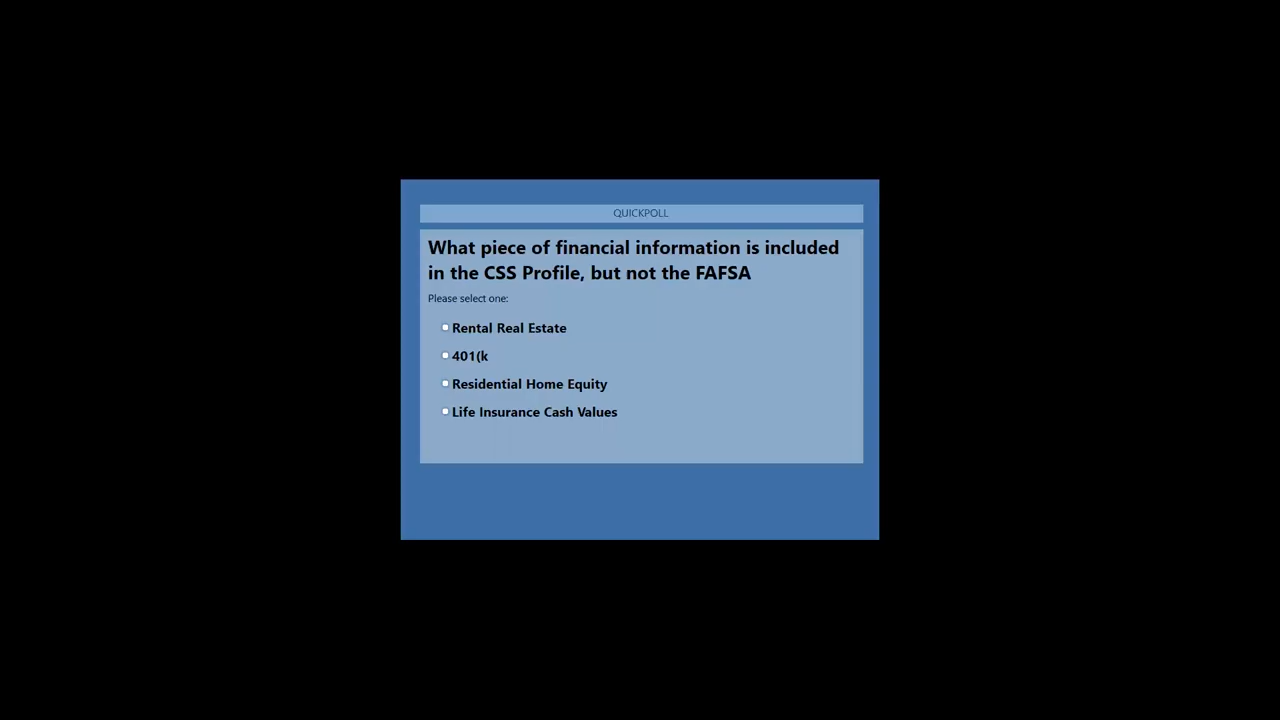 QUICKPOLL
What piece of financial information is included
in the CSS Profile, but not the FAFSA
Please select one:
Rental Real Estate
401(k
Residential Home Equity
Life Insurance Cash Values